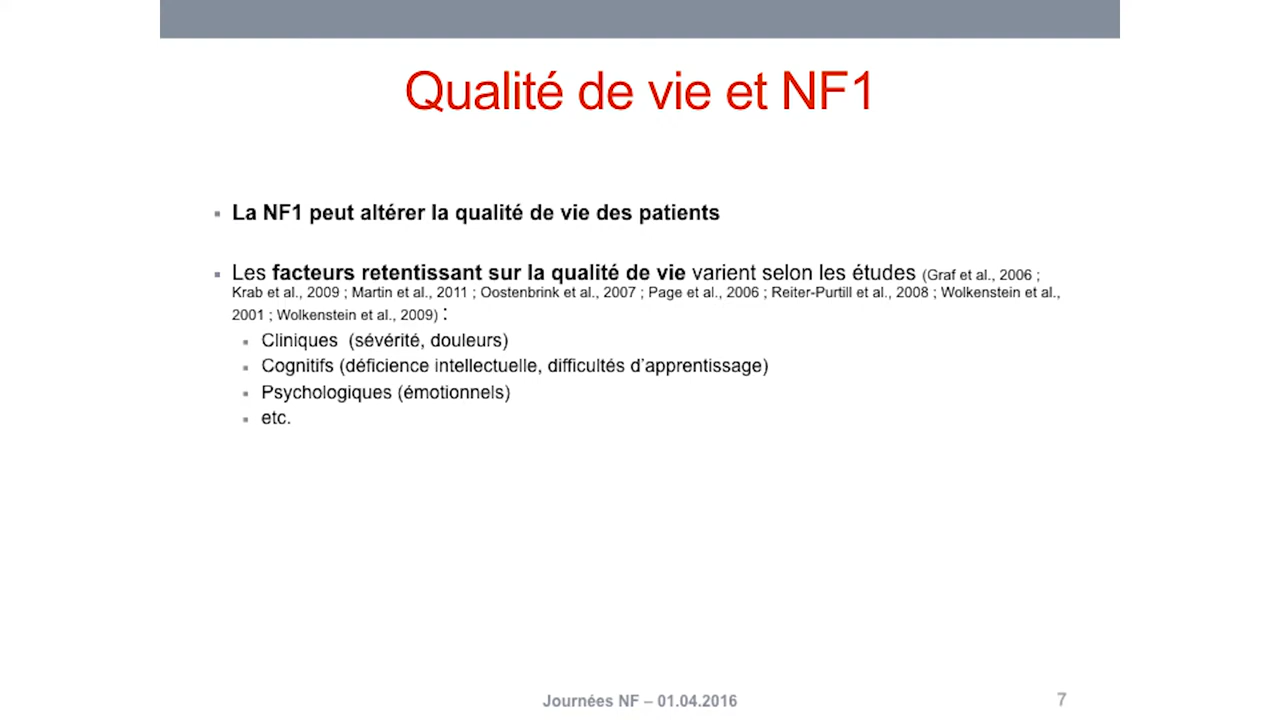 Qualité de vie et NF1
▪ La NF1 peut altérer la qualité de vie des patients
▪ Les facteurs retentissant sur la qualité de vie varient selon les études (Graf et al., 2006 ;
Krab et al., 2009 ; Martin et al., 2011 ; Oostenbrink et al., 2007 ; Page et al., 2006 ; Reiter-Purtill et al., 2008 ; Wolkenstein et al.,
2001 ; Wolkenstein et al., 2009) :
▪ Cliniques (sévérité, douleurs)
▪ Cognitifs (déficience intellectuelle, difficultés d'apprentissage)
▪ Psychologiques (émotionnels)
▪ etc.
Journées NF – 01.04.2016
7